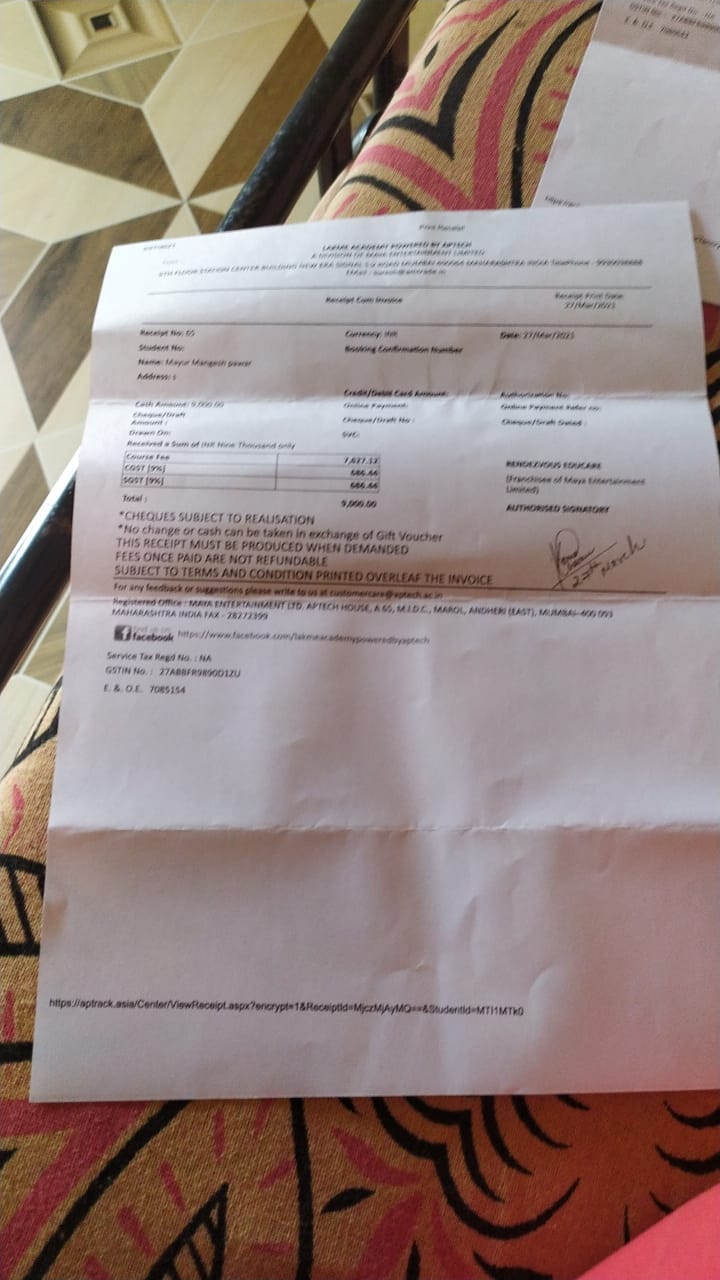 GSTIN No :
E. & O.E 
Print Receipt
LAKME ACADEMY POWERED BY APTECH
A DIVISION OF MAYA ENTERTAINMENT LIMITED
6TH FLOOR STATION CENTER BUILDING NEW ERA SIGNAL S.V ROAD MUMBAI 400064 MAHARASHTRA INDIA Telephone :
EMail :
Receipt Cum Invoice
Receipt Print Date
27/Mar/2023
Receipt No: 65 Currency: INR Date: 27/Mar/2023
Student No: Booking Confirmation Number
Name: Mayur Mangesh pawar
Address: s
Credit/Debit Card Amount: Authorization No:
Cash Amount: 9,000.00 Online Payment: Online Payment Refer no:
Cheque/Draft Amount : Cheque/Draft No : Cheque/Draft Dated :
Drawn On: SVC:
Received a Sum of INR Nine Thousand only
Course Fee 7,627.12
CGST [9%] 686.44
SGST [9%] 686.44
Total : 9,000.00
RENDEZVOUS EDUCARE
(Franchisee of Maya Entertainment
Limited)
AUTHORISED SIGNATORY
27th March
*CHEQUES SUBJECT TO REALISATION
*No change or cash can be taken in exchange of Gift Voucher
THIS RECEIPT MUST BE PRODUCED WHEN DEMANDED
FEES ONCE PAID ARE NOT REFUNDABLE
SUBJECT TO TERMS AND CONDITION PRINTED OVERLEAF THE INVOICE
For any feedback or suggestions please write to us at customercare@aptech.ac.in
Registered Office : MAYA ENTERTAINMENT LTD. APTECH HOUSE, A 65, M.I.D.C., MAROL, ANDHERI (EAST), MUMBAI-400 093
MAHARASHTRA INDIA FAX - 28272399
find us on
facebook https://www.facebook.com/lakmeacademypoweredbyaptech
Service Tax Regd No. : NA
GSTIN No. : 27ABBFR9890D1ZU
E. & O.E. 7085154
https://aptrack.asia/Center/ViewReceipt.aspx?encrypt=1&ReceiptId=MjczMjAyMQ==&StudentId=MTI1MTk0